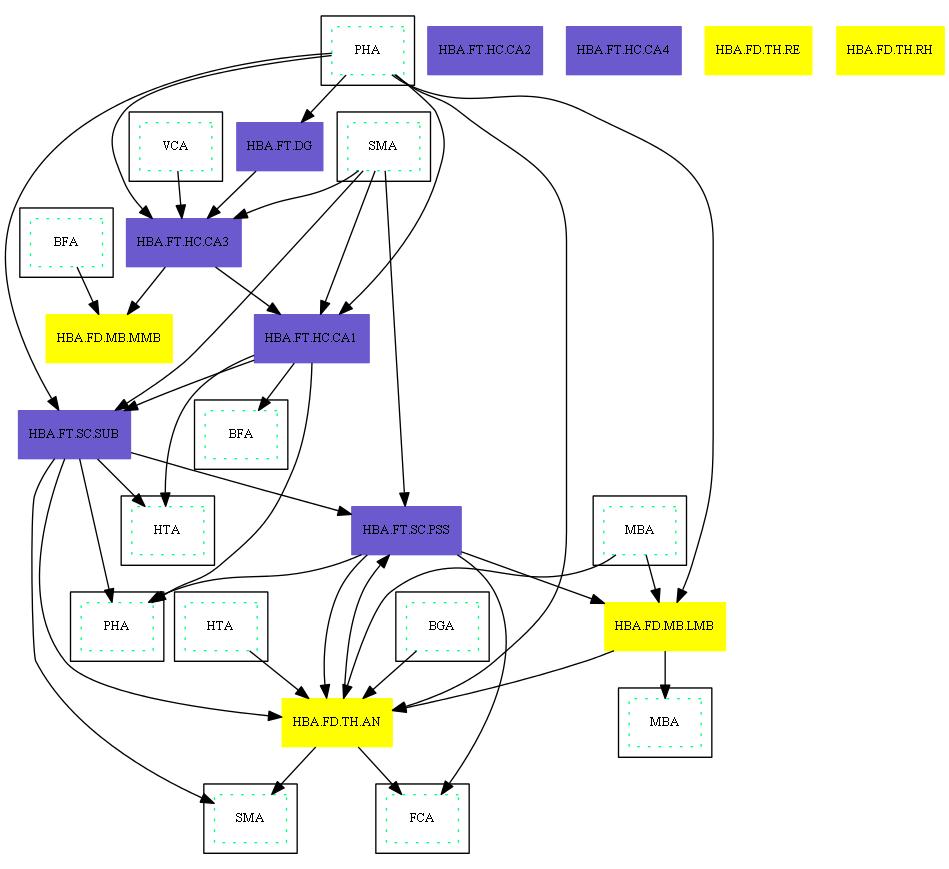 PHA
HBA.FT.HC.CA2
HBA.FT.HC.CA4
HBA.FD.TH.RE
HBA.FD.TH.RH
VCA
HBA.FT.DG
SMA
BFA
HBA.FT.HC.CA3
HBA.FD.MB.MMB
HBA.FT.HC.CA1
HBA.FT.SC.SUB
BFA
HTA
HBA.FT.SC.PSS
MBA
PHA
HTA
BGA
HBA.FD.MB.LMB
HBA.FD.TH.AN
MBA
SMA
FCA